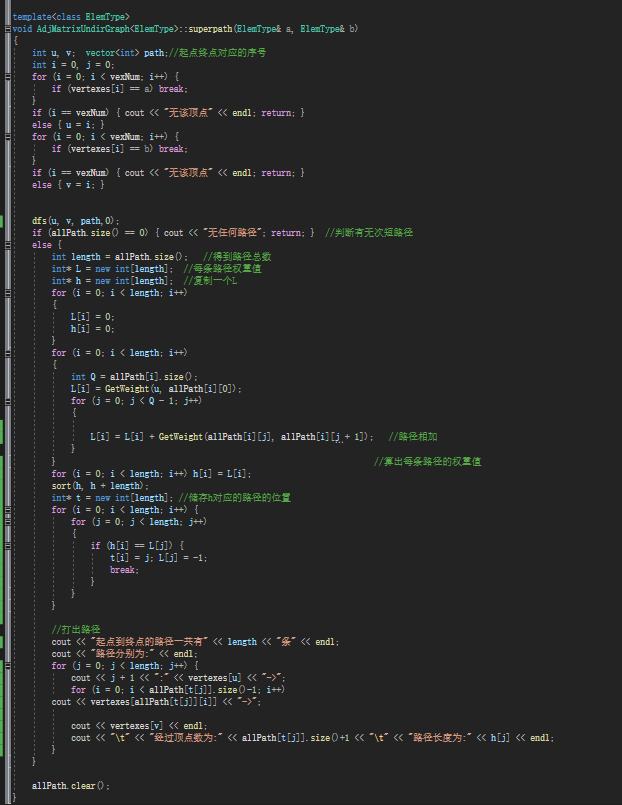 template<class ElemType>
void AdjMatrixUndirGraph<ElemType>::superpath(ElemType& a, ElemType& b)
{
int u, v; vector<int> path;//起点终点对应的序号
int i = 0, j = 0;
for (i = 0; i < vexNum; i++) {
if (vertexes[i] == a) break;
}
if (i == vexNum) { cout << "无该顶点" << endl; return; }
else { u = i; }
for (i = 0; i < vexNum; i++) {
if (vertexes[i] == b) break;
}
if (i == vexNum) { cout << "无该顶点" << endl; return; }
else { v = i; }
dfs(u, v, path,0);
if (allPath.size() == 0) { cout << "无任何路径"; return; } //判断有无次短路径
else {
int length = allPath.size(); //得到路径总数
int* L = new int[length]; //每条路径权重值
int* h = new int[length]; //复制一个L
for (i = 0; i < length; i++)
{
L[i] = 0;
h[i] = 0;
}
for (i = 0; i < length; i++)
{
int Q = allPath[i].size();
L[i] = GetWeight(u, allPath[i][0]);
for (j = 0; j < Q - 1; j++)
{
L[i] = L[i] + GetWeight(allPath[i][j], allPath[i][j + 1]); //路径相加
}
} //算出每条路径的权重值
for (i = 0; i < length; i++) h[i] = L[i];
sort(h, h + length);
int* t = new int[length]; //储存h对应的路径的位置
for (i = 0; i < length; i++) {
for (j = 0; j < length; j++)
{
if (h[i] == L[j]) {
t[i] = j; L[j] = -1;
break;
}
}
}
//打出路径
cout << "起点到终点的路径一共有" << length << "条" << endl;
cout << "路径分别为:" << endl;
for (j = 0; j < length; j++) {
cout << j + 1 << ":" << vertexes[u] << "->";
for (i = 0; i < allPath[t[j]].size()-1; i++)
cout << vertexes[allPath[t[j]][i]] << "->";
cout << vertexes[v] << endl;
cout << "\t" << "经过顶点数为:" << allPath[t[j]].size()+1 << "\t" << "路径长度为:" << h[j] << endl;
}
}
allPath.clear();
}